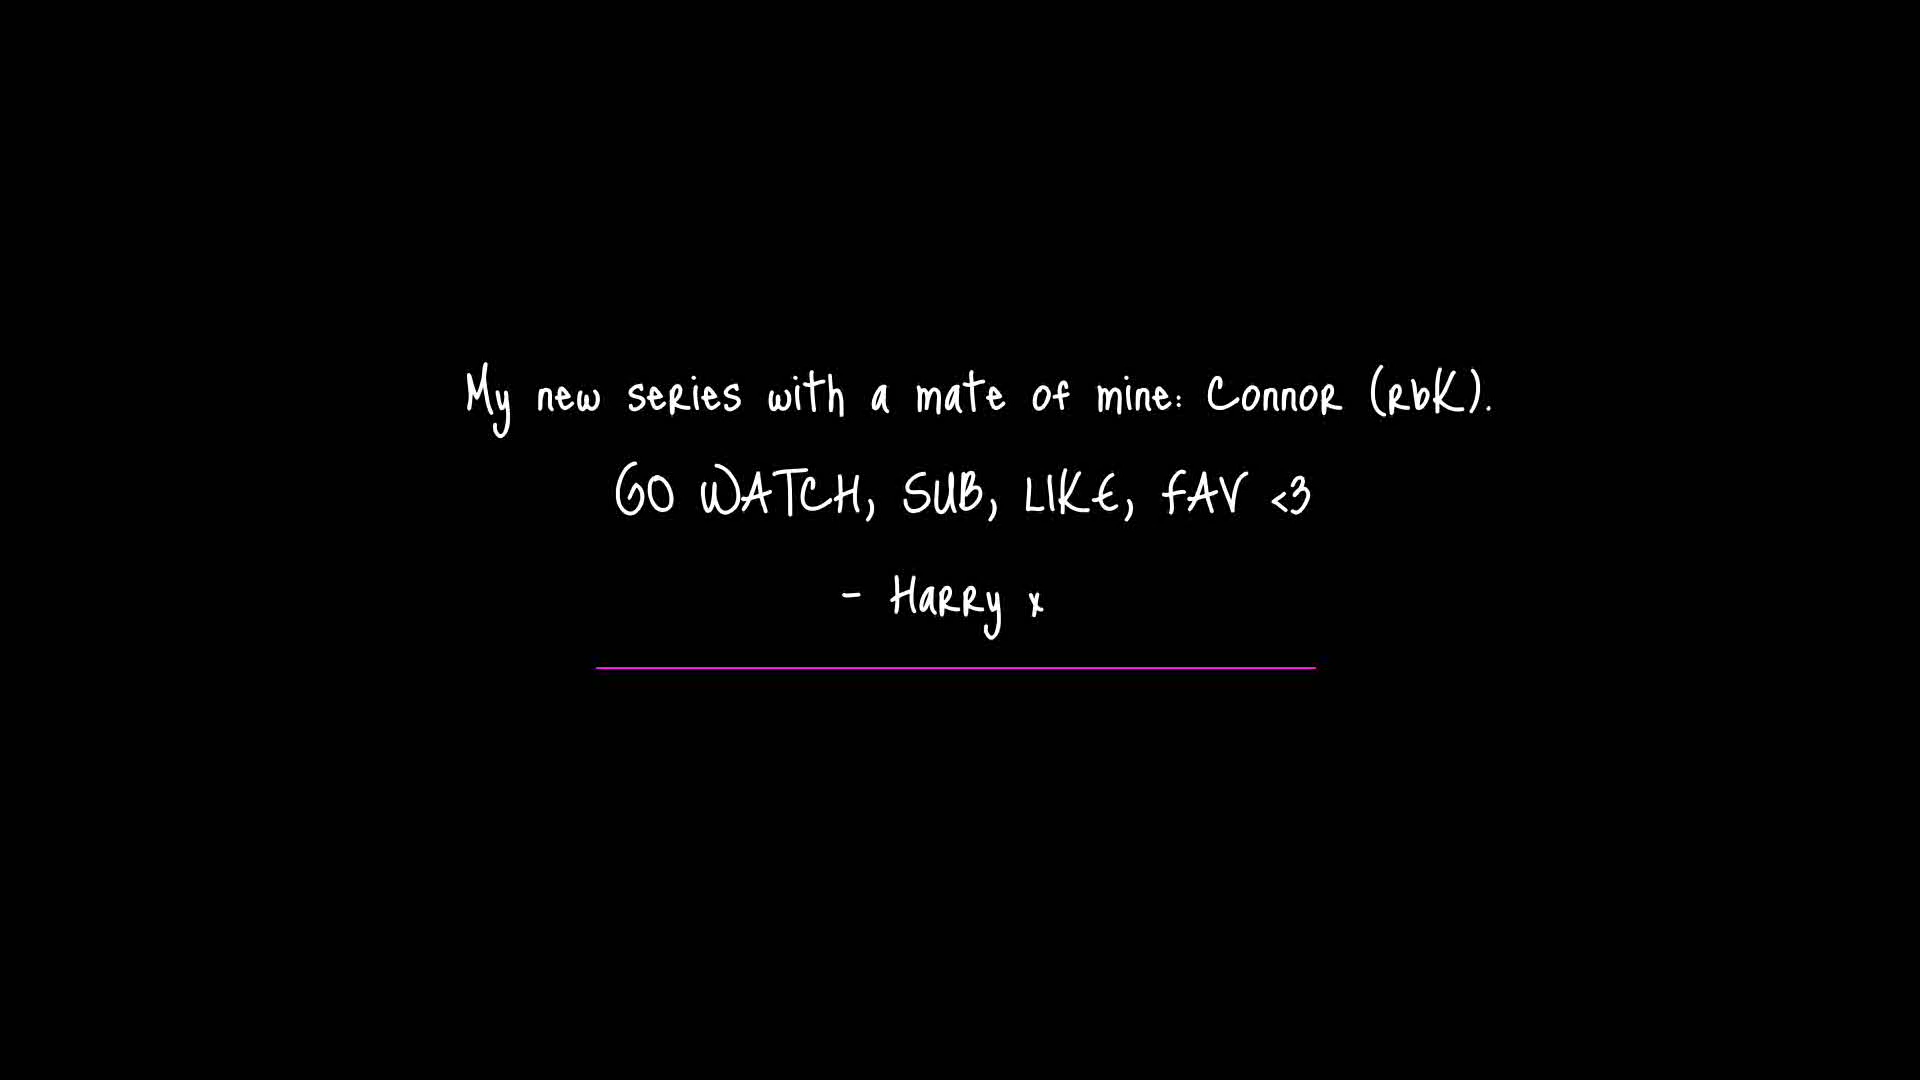 My new series with a mate of mine: Connor (rbK).
GO WATCH, SUB, LIKE, FAV <3
- Harry x